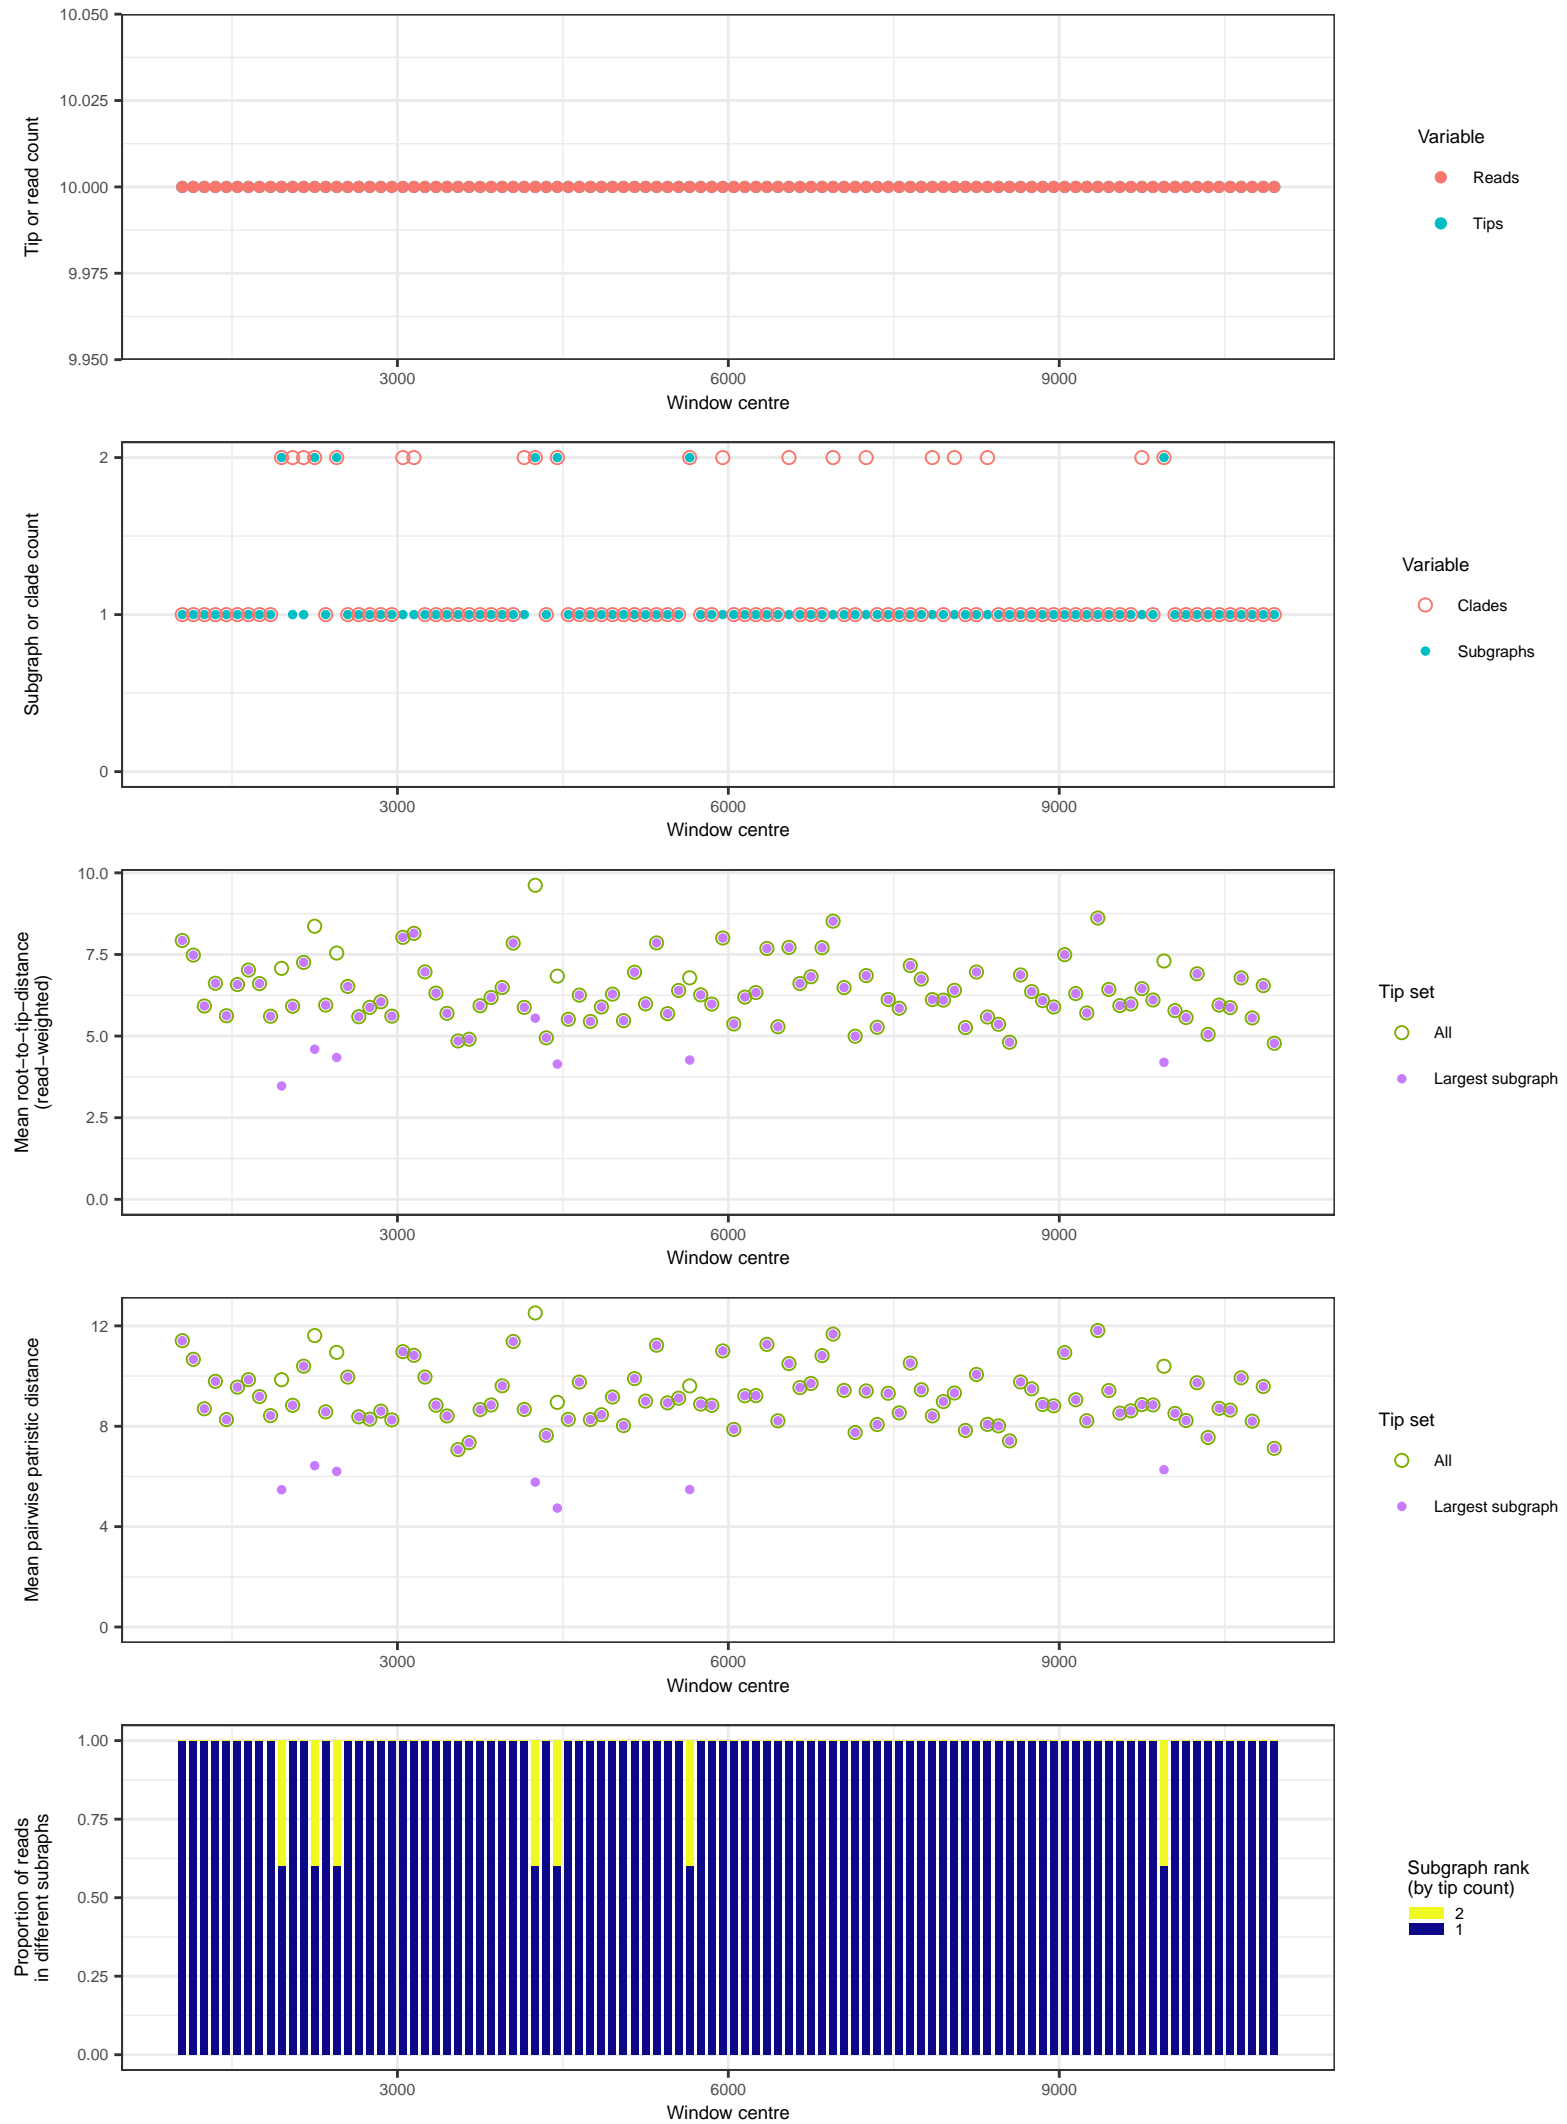 10.050
10.025
10.000
9.975
9.950
Tip or read count
3000 6000 9000
Window centre
Variable
Reads
Tips
2
1
0
Subgraph or clade count
3000 6000 9000
Window centre
Variable
Clades
Subgraphs
10.0
7.5
5.0
2.5
0.0
Mean root−to−tip−distance
(read−weighted)
3000 6000 9000
Window centre
Tip set
All
Largest subgraph
12
8
4
0
Mean pairwise patristic distance
3000 6000 9000
Window centre
Tip set
All
Largest subgraph
1.00
0.75
0.50
0.25
0.00
Proportion of reads
in different subraphs
3000 6000 9000
Window centre
Subgraph rank
(by tip count)
2
1